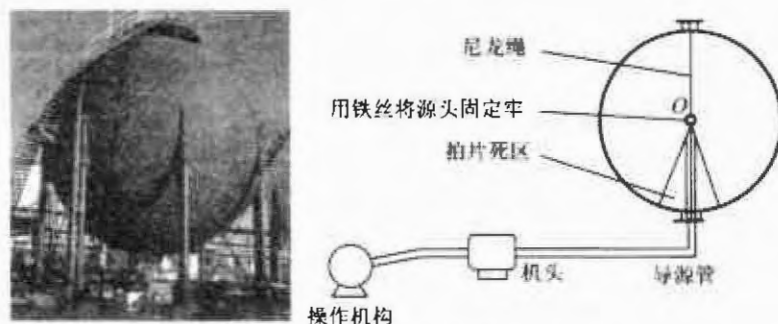 尼龙绳
O
用铁丝将源头固定牢
拍片死区
机头
导源管
操作机构